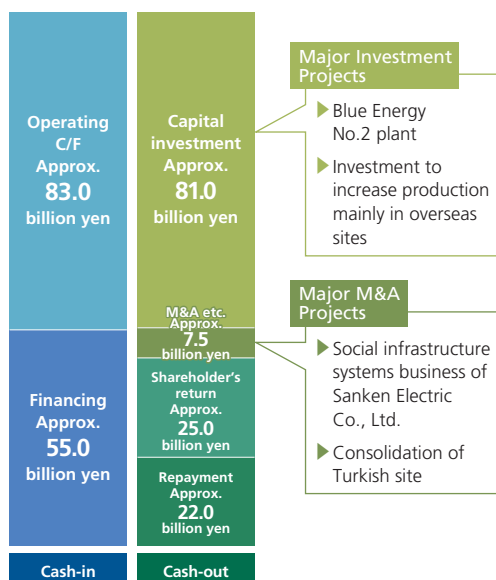 Operating
C/F
Approx.
83.0
billion yen
Financing
Approx.
55.0
billion yen
Cash-in
Capital
investment
Approx.
81.0
billion yen
M&A etc.
Approx.
7.5
billion yen
Shareholder's
return
Approx.
25.0
billion yen
Repayment
Approx.
22.0
billion yen
Cash-out
Major Investment
Projects
Blue Energy
No.2 plant
Investment to
increase production
mainly in overseas
sites
Major M&A
Projects
Social infrastructure
systems business of
Sanken Electric
Co., Ltd.
Consolidation of
Turkish site